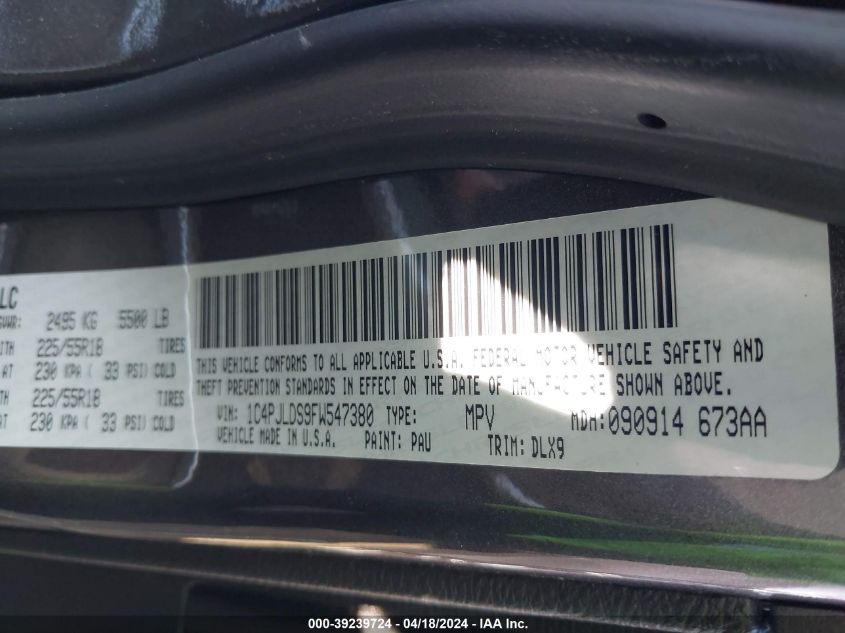 LC
GVWR: 2495 KG 5500 LB
ITH 225/55R18 TIRES
AT 230 KPA ( 33 PSI) COLD
225/55R18
AT 230 KPA ( 33 PSI) COLD
THIS VEHICLE CONFORMS TO ALL APPLICABLE U.S.A. FEDERAL MOTOR VEHICLE SAFETY AND
THEFT PREVENTION STANDARDS IN EFFECT ON THE DATE OF MANUFACTURE SHOWN ABOVE.
VIN: 1C4PJLDS9FW547380 TYPE: MPV MDH:090914 673AA
VEHICLE MADE IN U.S.A. PAINT: PAU TRIM: DLX9
000-39239724 - 04/18/2024 - IAA Inc.